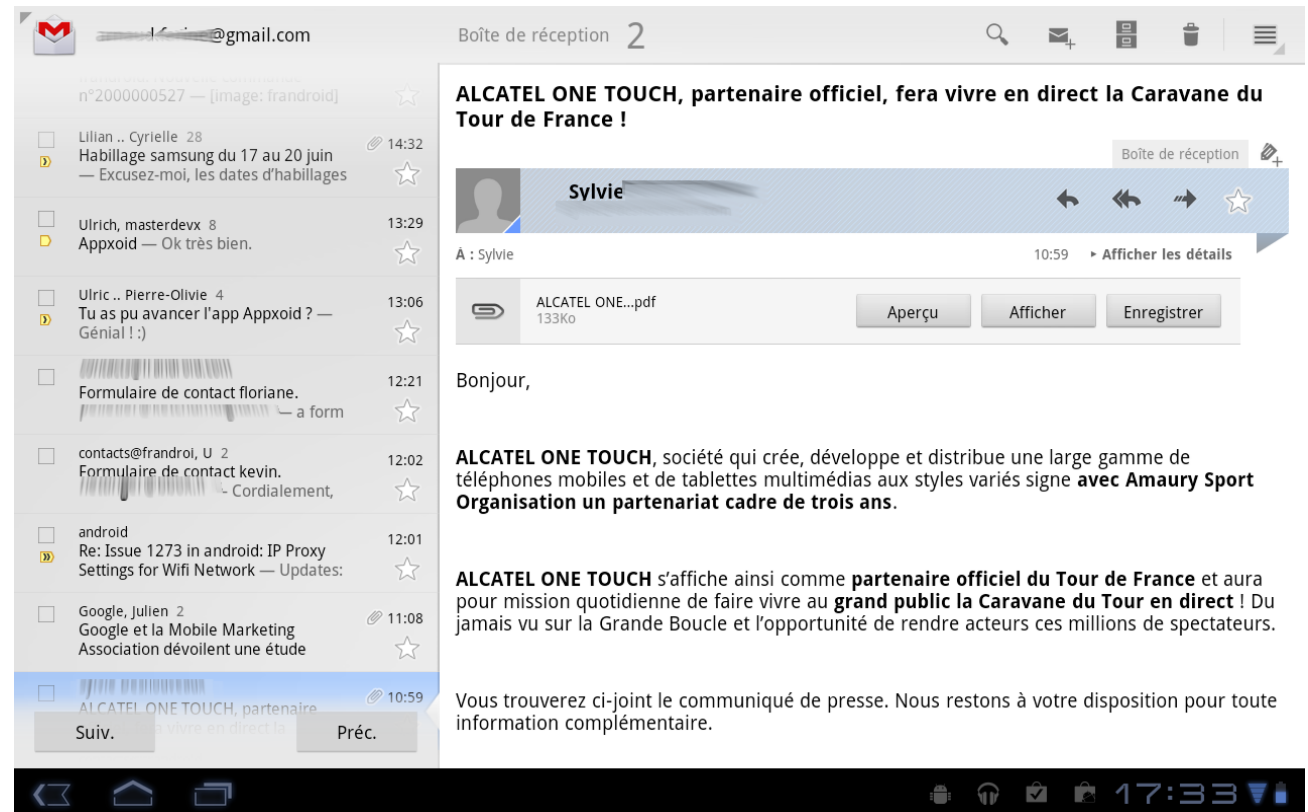 @gmail.com
Boîte de réception 2
n°2000000527 — [image: frandroid]
Lilian .. Cyrielle 28
14:32
Habillage samsung du 17 au 20 juin
— Excusez-moi, les dates d’habillages
Ulrich, masterdevx 8
13:29
Appxoid — Ok très bien.
Ulric .. Pierre-Olivie 4
13:06
Tu as pu avancer l'app Appxoid ? —
Génial ! :)
12:21
Formulaire de contact floriane.
— a form
contacts@frandroi, U 2
12:02
Formulaire de contact kevin.
- Cordialement,
android
12:01
Re: Issue 1273 in android: IP Proxy
Settings for Wifi Network — Updates:
Google, Julien 2
11:08
Google et la Mobile Marketing
Association dévoilent une étude
10:59
ALCATEL ONE TOUCH, partenaire
vivre en direct la
Suiv.
Préc.
ALCATEL ONE TOUCH, partenaire officiel, fera vivre en direct la Caravane du
Tour de France !
Boîte de réception
Sylvie
À : Sylvie
10:59 Afficher les détails
ALCATEL ONE...pdf
133Ko
Aperçu
Afficher
Enregistrer
Bonjour,
ALCATEL ONE TOUCH, société qui crée, développe et distribue une large gamme de
téléphones mobiles et de tablettes multimédias aux styles variés signe avec Amaury Sport
Organisation un partenariat cadre de trois ans.
ALCATEL ONE TOUCH s’affiche ainsi comme partenaire officiel du Tour de France et aura
pour mission quotidienne de faire vivre au grand public la Caravane du Tour en direct ! Du
jamais vu sur la Grande Boucle et l’opportunité de rendre acteurs ces millions de spectateurs.
Vous trouverez ci-joint le communiqué de presse. Nous restons à votre disposition pour toute
information complémentaire.
17:33